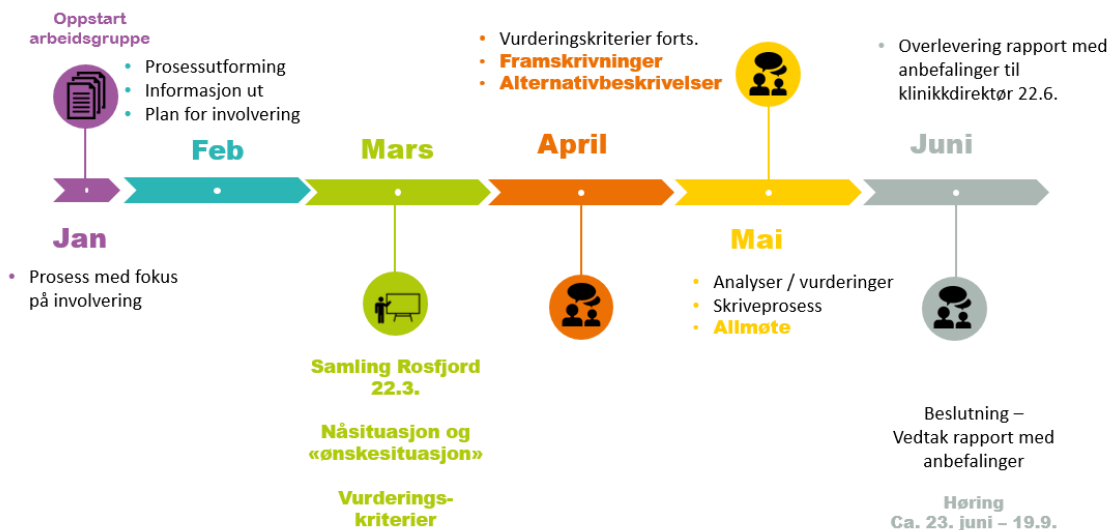 Oppstart
arbeidsgruppe
• Prosessutforming
• Informasjon ut
• Plan for involvering
• Vurderingskriterier forts.
• Framskrivninger
• Alternativbeskrivelser
• Overlevering rapport med
anbefalinger til
klinikkdirektør 22.6.
Feb
Mars
April
Juni
Jan
• Prosess med fokus
på involvering
Mai
• Analyser / vurderinger
• Skriveprosess
• Allmøte
Samling Rosfjord
22.3.
Nåsituasjon og
«ønskesituasjon»
Vurderings-
kriterier
Beslutning –
Vedtak rapport med
anbefalinger
Høring
Ca. 23. juni – 19.9.